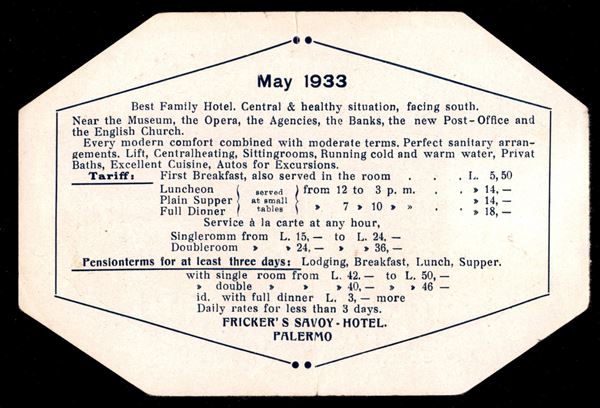 May 1933
Best Family Hotel. Central & healthy situation, facing south.
Near the Museum, the Opera, the Agencies, the Banks, the new Post-Office and
the English Church.
Every modern comfort combined with moderate terms. Perfect sanitary arran-
gements. Lift, Centralheating, Sittingrooms, Running cold and warm water, Privat
Baths, Excellent Cuisine, Autos for Excursions.
Tariff: First Breakfast, also served in the room . . . L. 5,50
Luncheon { served } from 12 to 3 p. m. . . . » 14, —
Plain Supper { at small } . . » 14, —
Full Dinner { tables } » 7 » 10 » » . . » 18, —
Service à la carte at any hour,
Singleromm from L. 15, — to L. 24, —
Doubleroom » » 24, — » » 36, —
Pensionterms for at least three days: Lodging, Breakfast, Lunch, Supper.
with single room from L. 42. — to L. 50, —
» double » » » 40, — » » 46 —
id. with full dinner L. 3, — more
Daily rates for less than 3 days.
FRICKER'S SAVOY - HOTEL.
PALERMO